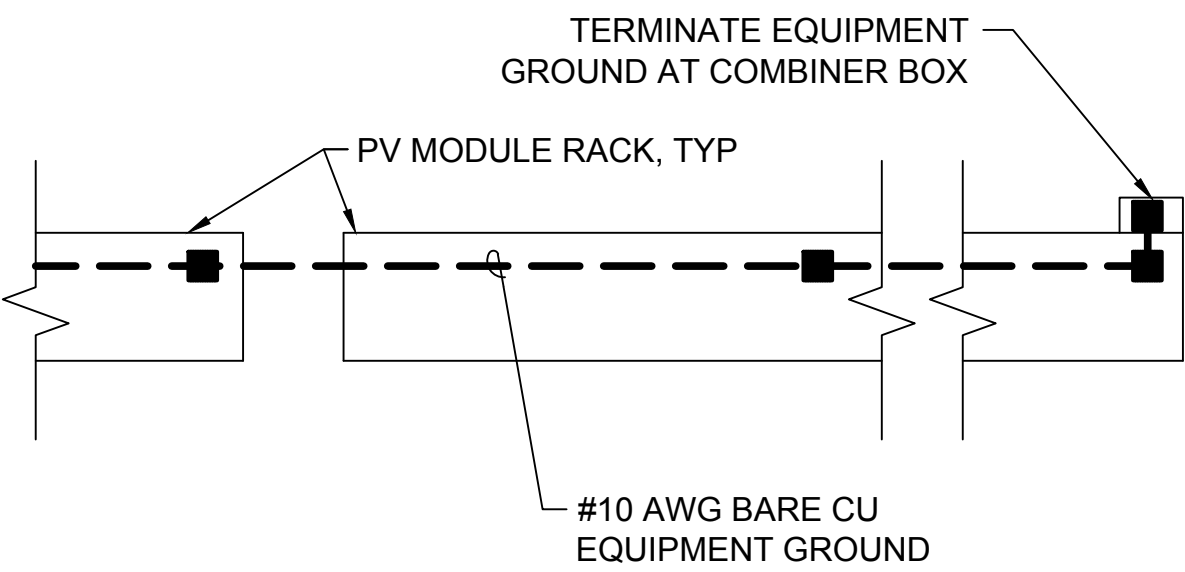 TERMINATE EQUIPMENT
GROUND AT COMBINER BOX
PV MODULE RACK, TYP
#10 AWG BARE CU
EQUIPMENT GROUND